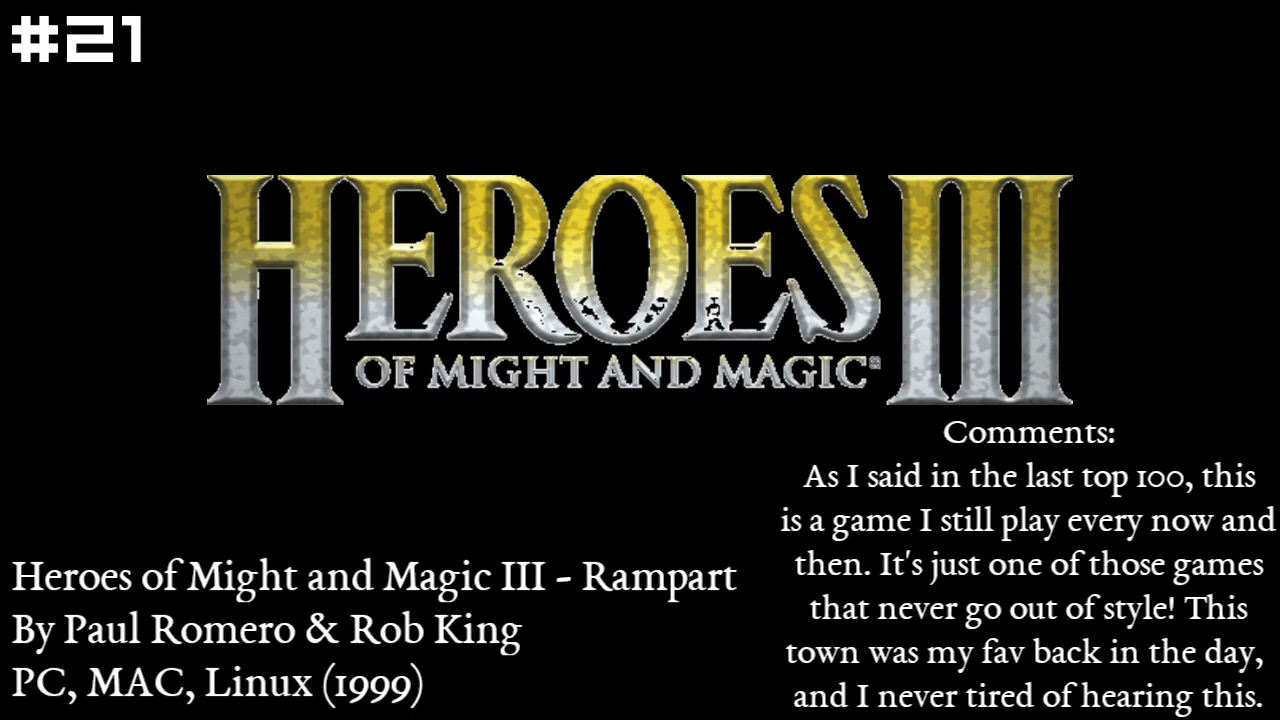 #21
HEROES III
OF MIGHT AND MAGIC®
Comments:
As I said in the last top 100, this
is a game I still play every now and
then. It's just one of those games
that never go out of style! This
town was my fav back in the day,
and I never tired of hearing this.
Heroes of Might and Magic III - Rampart
By Paul Romero & Rob King
PC, MAC, Linux (1999)